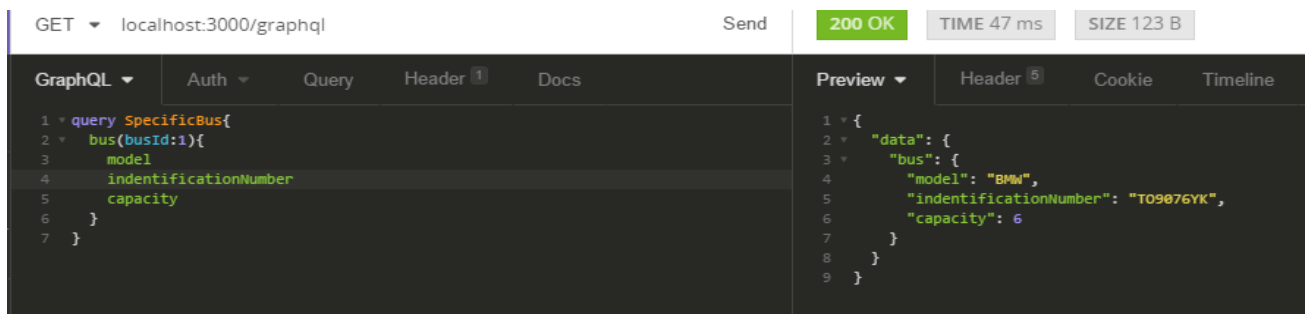 GET localhost:3000/graphql Send 200 OK TIME 47 ms SIZE 123 B
GraphQL Auth Query Header 1 Docs Preview Header 5 Cookie Timeline
1 query SpecificBus{
2 bus(busId:1){
3 model
4 indentificationNumber
5 capacity
6 }
7 }
1 {
2 "data": {
3 "bus": {
4 "model": "BMW",
5 "indentificationNumber": "TO9076YK",
6 "capacity": 6
7 }
8 }
9 }